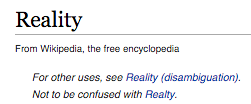 Reality
From Wikipedia, the free encyclopedia
For other uses, see Reality (disambiguation).
Not to be confused with Realty.